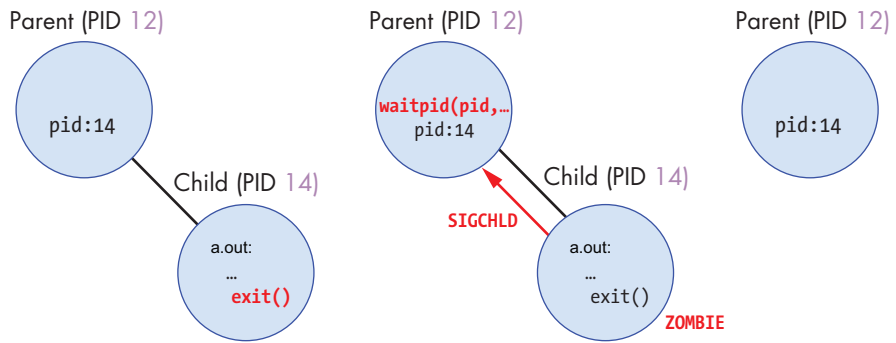 Parent (PID 12)
pid:14
Child (PID 14)
a.out:
…
exit()
Parent (PID 12)
waitpid(pid,…
pid:14
Child (PID 14)
SIGCHLD
a.out:
…
exit()
ZOMBIE
Parent (PID 12)
pid:14